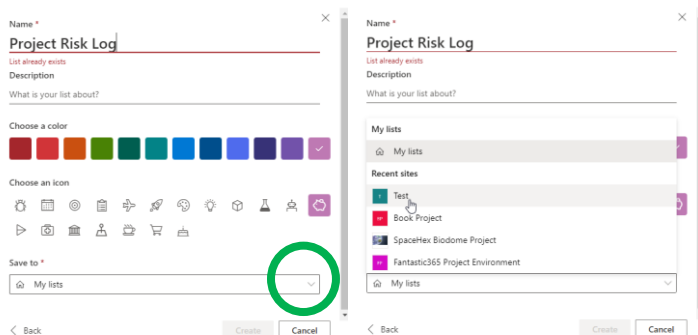 Name *
Project Risk Log
List already exists
Description
What is your list about?
Choose a color
Choose an icon
Save to *
My lists
Back
Create
Cancel
Name *
Project Risk Log
List already exists
Description
What is your list about?
My lists
My lists
Recent sites
Test
Book Project
SpaceHex Biodome Project
Fantastic365 Project Environment
My lists
Back
Create
Cancel